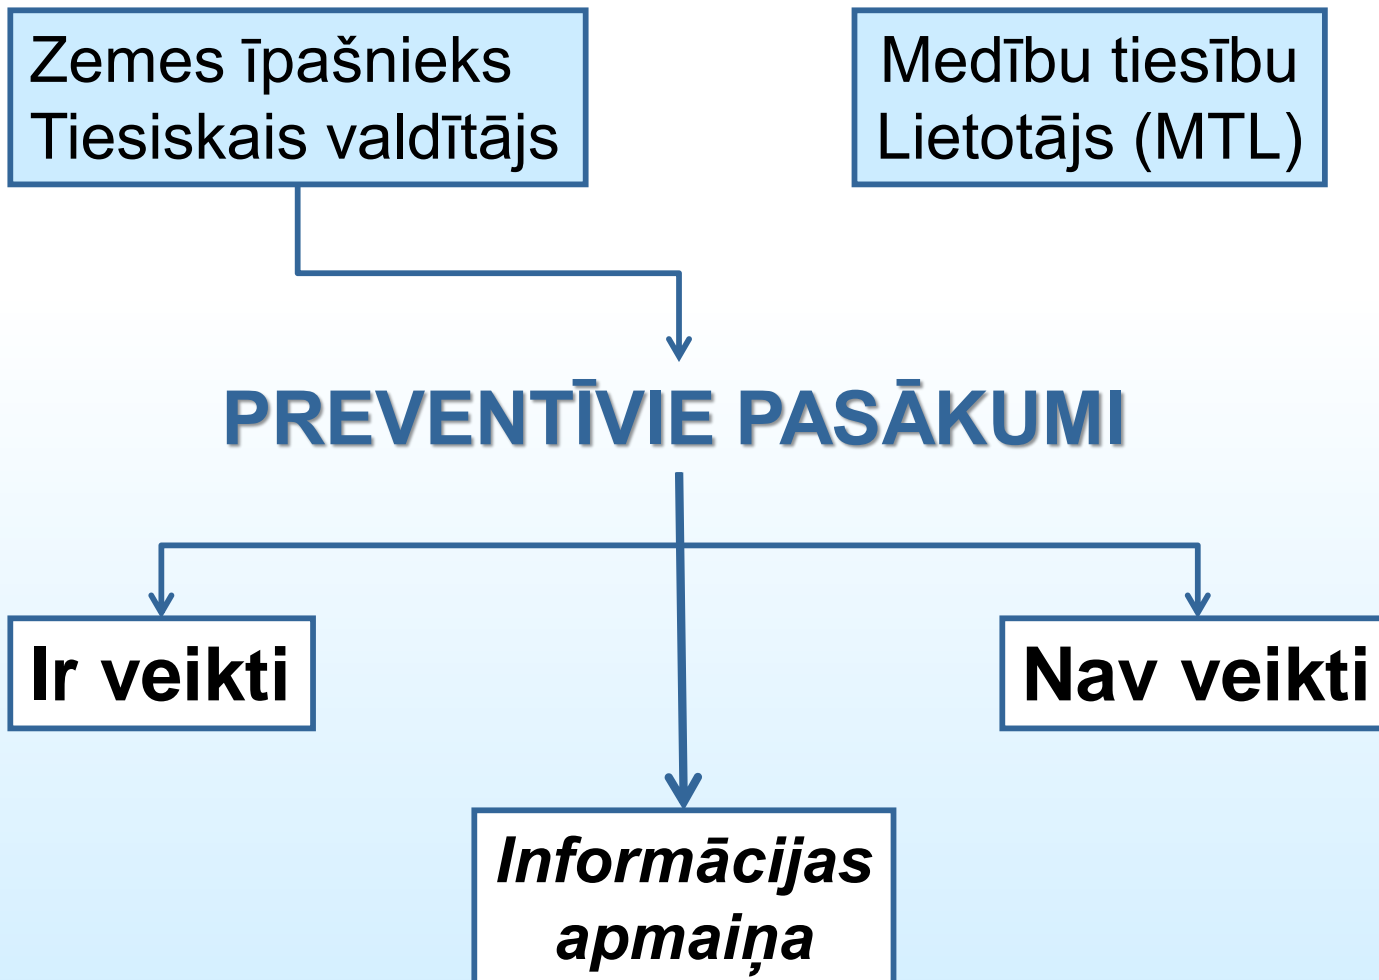 Zemes īpašnieks
Tiesiskais valdītājs
Medību tiesību
Lietotājs (MTL)
PREVENTĪVIE PASĀKUMI
Ir veikti
Nav veikti
Informācijas
apmaiņa